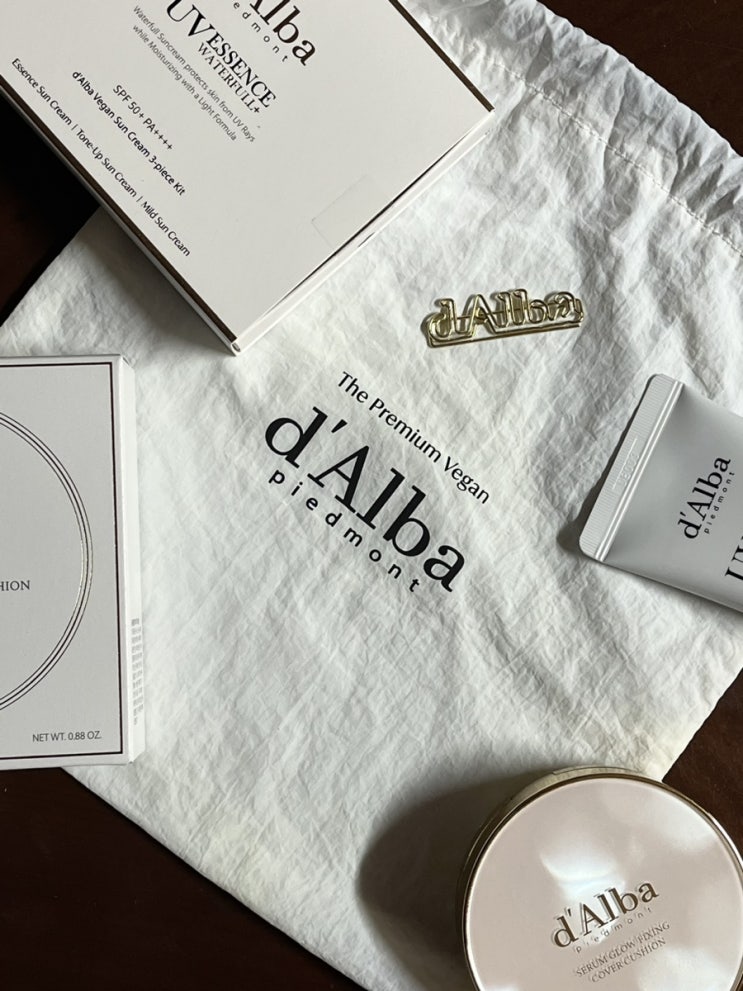 d'Alba
piedmont
UV ESSENCE
WATERFULL+
Waterfull Suncream protects skin from UV Rays
while Moisturizing with a Light Formula
SPF 50+ PA++++
d'Alba Vegan Sun Cream 3-piece Kit
Essence Sun Cream | Tone-Up Sun Cream | Mild Sun Cream
d'Alba
The Premium Vegan
d'Alba
piedmont
d'Alba
piedmont
UV
HION
NET WT. 0.88 OZ.
d'Alba
piedmont
SERUM GLOW FIXING
COVER CUSHION